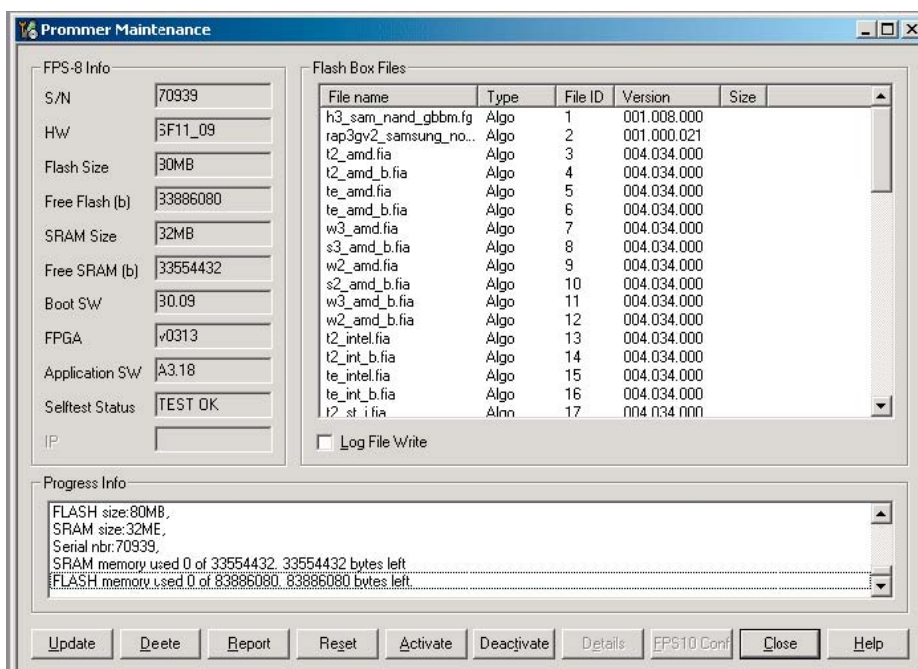 Prommer Maintenance
FPS-8 Info
S/N 70939
HW SF11_09
Flash Size 80MB
Free Flash (b) 83886080
SRAM Size 32MB
Free SRAM (b) 33554432
Boot SW 30.09
FPGA v0313
Application SW A3.18
Selftest Status TEST OK
IP
Flash Box Files
File name Type File ID Version Size
h3_sam_nand_gbbm.fg Algo 1 001.008.000
rap3gv2_samsung_no... Algo 2 001.000.021
t2_amd.fia Algo 3 004.034.000
t2_amd_b.fia Algo 4 004.034.000
te_amd.fia Algo 5 004.034.000
te_amd_b.fia Algo 6 004.034.000
w3_amd.fia Algo 7 004.034.000
s3_amd_b.fia Algo 8 004.034.000
w2_amd.fia Algo 9 004.034.000
s2_amd_b.fia Algo 10 004.034.000
w3_amd_b.fia Algo 11 004.034.000
w2_amd_b.fia Algo 12 004.034.000
t2_intel.fia Algo 13 004.034.000
t2_int_b.fia Algo 14 004.034.000
te_intel.fia Algo 15 004.034.000
te_int_b.fia Algo 16 004.034.000
t2_st_i.fia Algo 17 004.034.000
Log File Write
Progress Info
FLASH size:80MB,
SRAM size:32ME,
Serial nbr:70939,
SRAM memory used 0 of 33554432. 33554432 bytes left
FLASH memory used 0 of 83886080. 83886080 bytes left.
Update Deete Report Reset Activate Deactivate Details FPS10 Conf Close Help